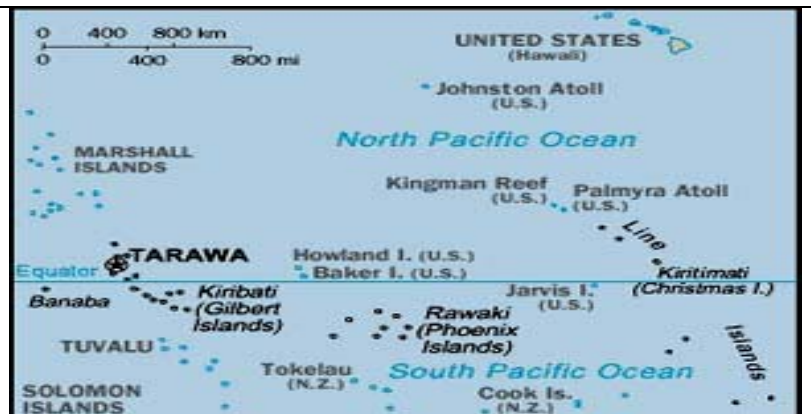 0 400 800 km
0 400 800 mi
UNITED STATES
(Hawaii)
Johnston Atoll
(U.S.)
North Pacific Ocean
MARSHALL
ISLANDS
Kingman Reef
(U.S.)
Palmyra Atoll
(U.S.)
Line
TARAWA
Howland I. (U.S.)
Equator
Baker I. (U.S.)
Kiritimati
(Christmas I.)
Banaba
Kiribati
(Gilbert
Islands)
Jarvis I.
(U.S.)
Rawaki
(Phoenix
Islands)
Islands
TUVALU
Tokelau
(N.Z.)
South Pacific Ocean
SOLOMON
ISLANDS
Cook Is.
(N.Z.)